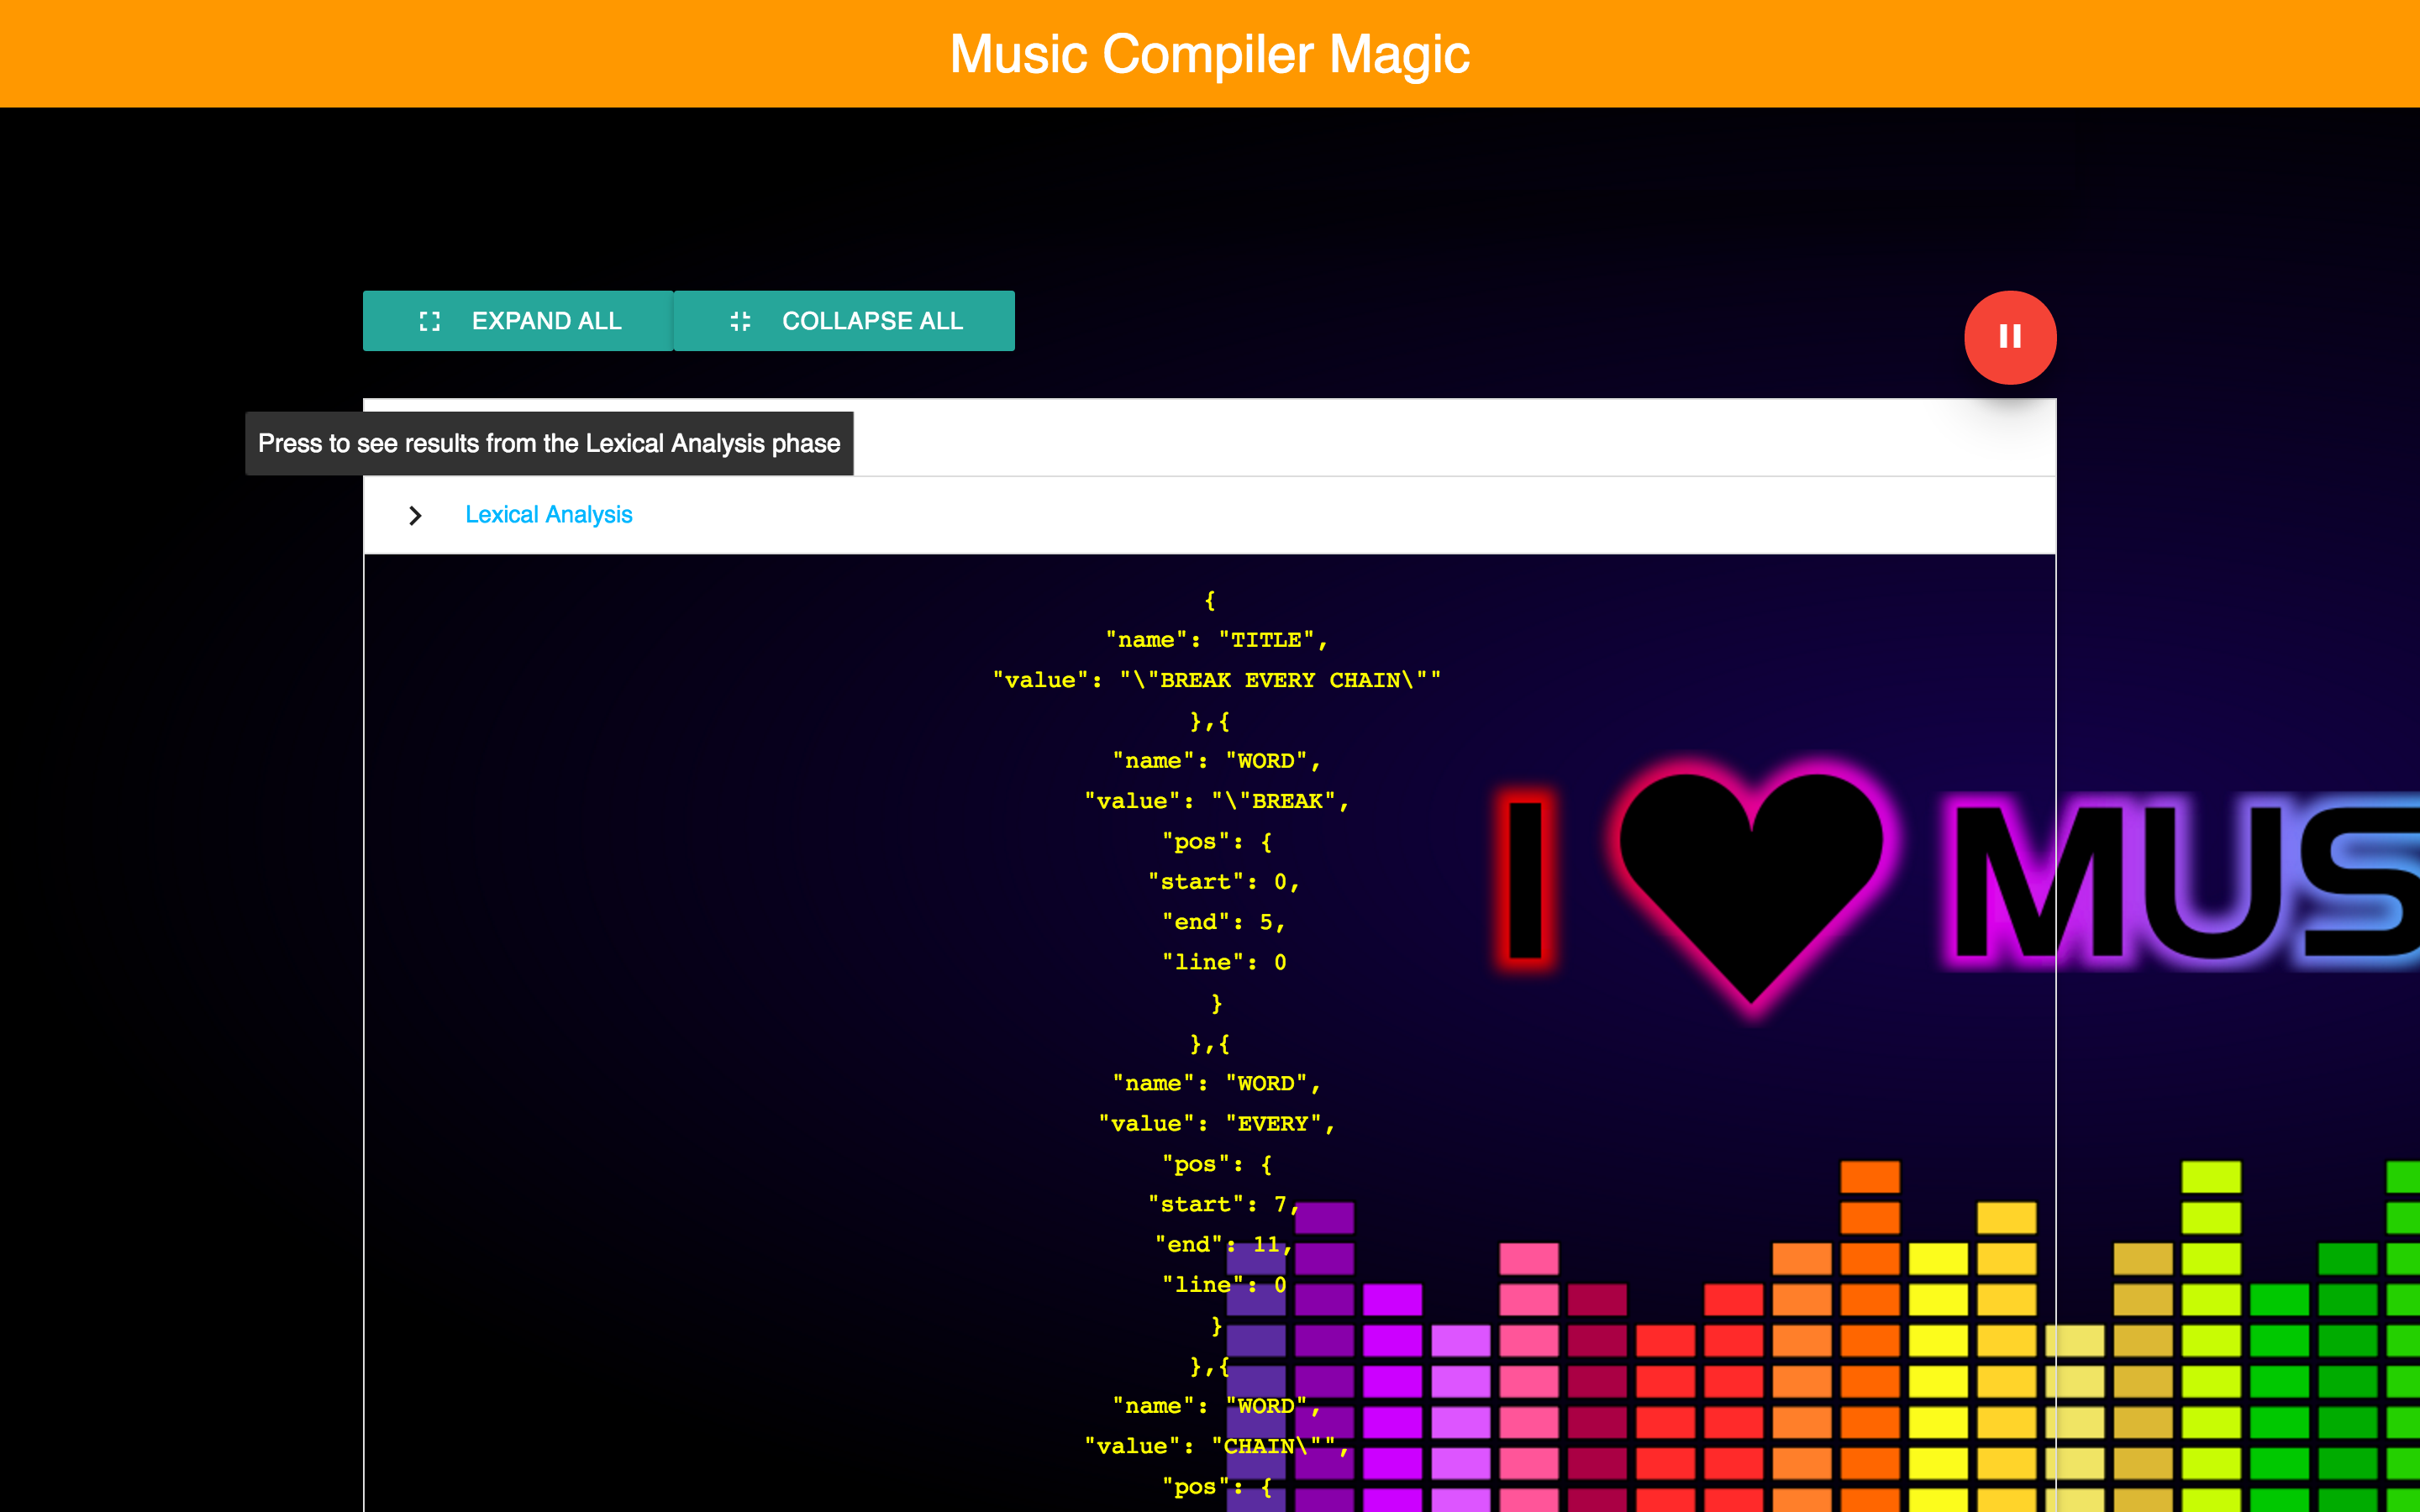 Music Compiler Magic
EXPAND ALL
COLLAPSE ALL
Press to see results from the Lexical Analysis phase
Lexical Analysis
{
"name": "TITLE",
"value": "\"BREAK EVERY CHAIN\""
},{
"name": "WORD",
"value": "\"BREAK",
"pos": {
"start": 0,
"end": 5,
"line": 0
}
},{
"name": "WORD",
"value": "EVERY",
"pos": {
"start": 7,
"end": 11,
"line": 0
}
},{
"name": "WORD",
"value": "CHAIN\"",
"pos": {
I MUS